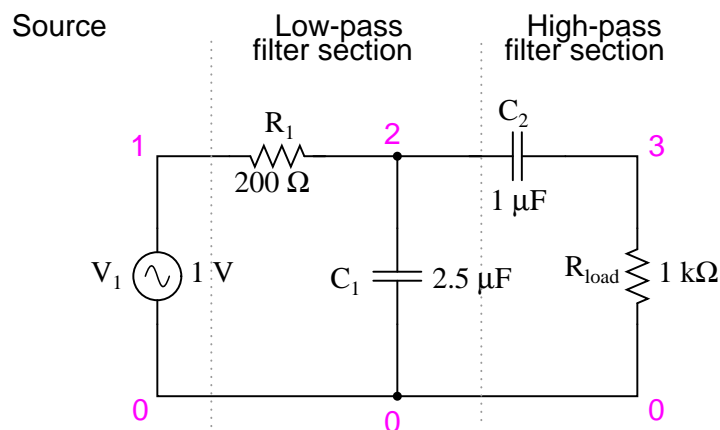 Source
Low-pass
filter section
High-pass
filter section
C₂
R₁
1
2
3
200 Ω
1 μF
V₁
1 V
C₁
2.5 μF
R_load
1 kΩ
0
0
0